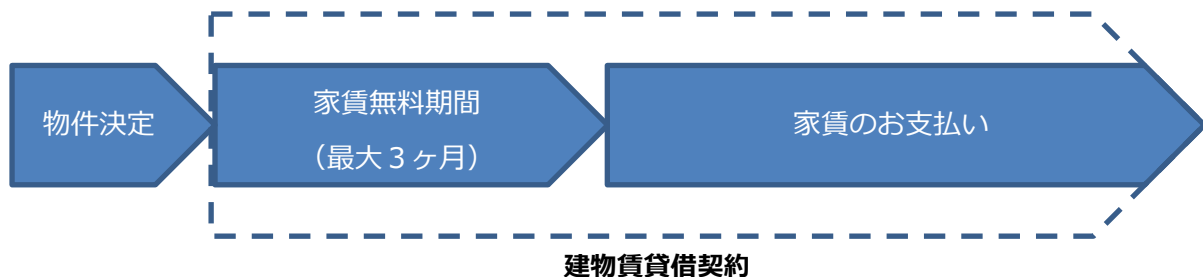 物件決定
家賃無料期間
（最大３ヶ月）
家賃のお支払い
建物賃貸借契約